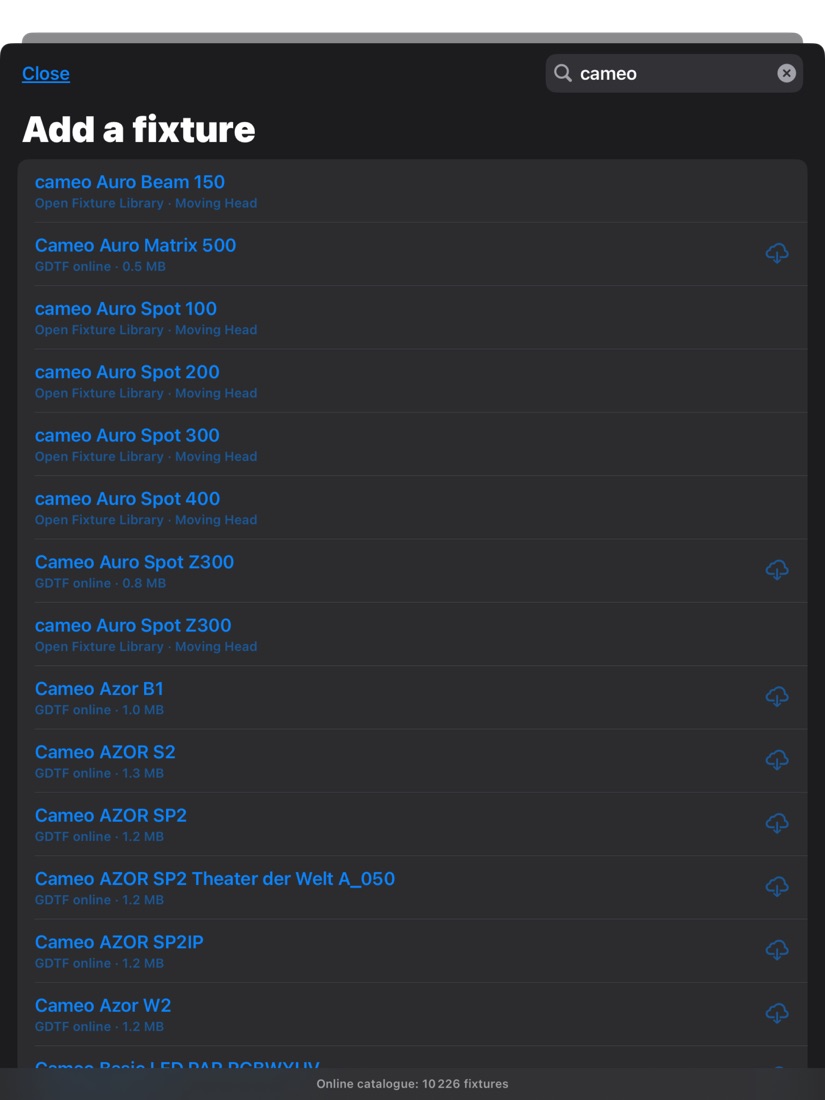 Close
cameo
Add a fixture
cameo Auro Beam 150
Open Fixture Library · Moving Head
Cameo Auro Matrix 500
GDTF online · 0.5 MB
cameo Auro Spot 100
Open Fixture Library · Moving Head
cameo Auro Spot 200
Open Fixture Library · Moving Head
cameo Auro Spot 300
Open Fixture Library · Moving Head
cameo Auro Spot 400
Open Fixture Library · Moving Head
Cameo Auro Spot Z300
GDTF online · 0.8 MB
cameo Auro Spot Z300
Open Fixture Library · Moving Head
Cameo Azor B1
GDTF online · 1.0 MB
Cameo AZOR S2
GDTF online · 1.3 MB
Cameo AZOR SP2
GDTF online · 1.2 MB
Cameo AZOR SP2 Theater der Welt A_050
GDTF online · 1.2 MB
Cameo AZOR SP2IP
GDTF online · 1.2 MB
Cameo Azor W2
GDTF online · 1.2 MB
Cameo Basic LED PAR RGBWXUV
Online catalogue: 10 226 fixtures